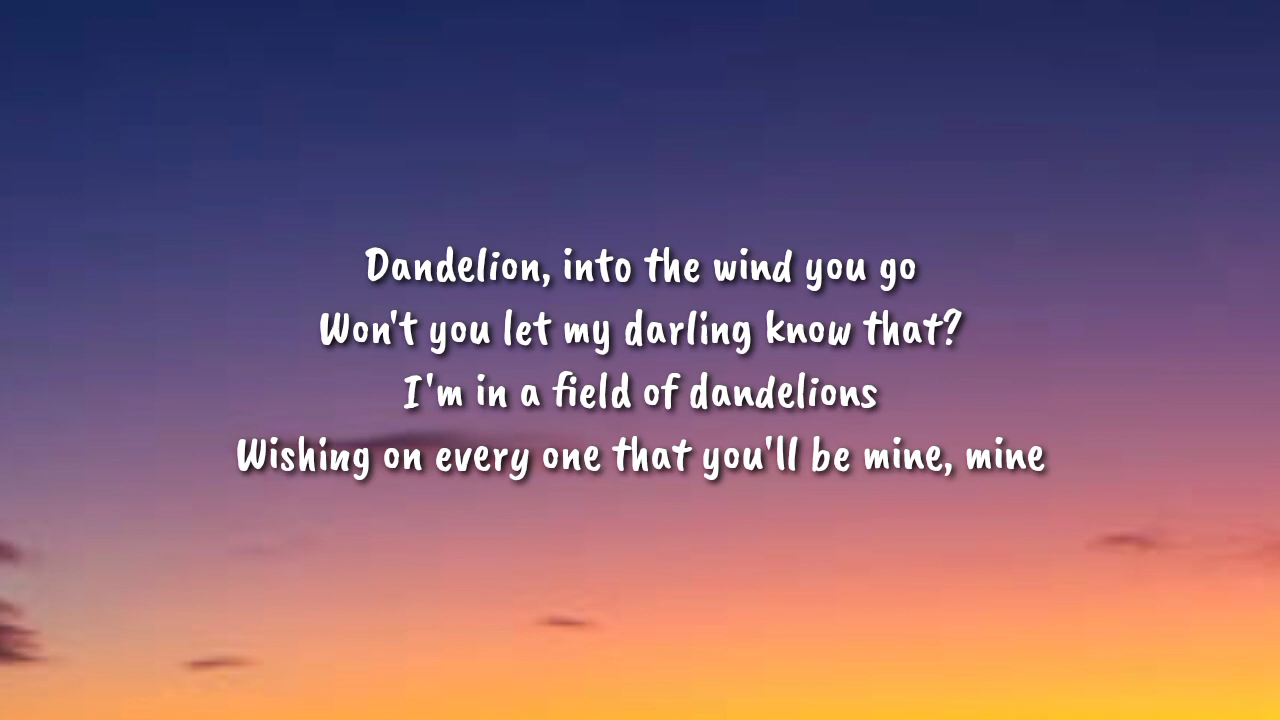 Dandelion, into the wind you go
Won't you let my darling know that?
I'm in a field of dandelions
Wishing on every one that you'll be mine, mine